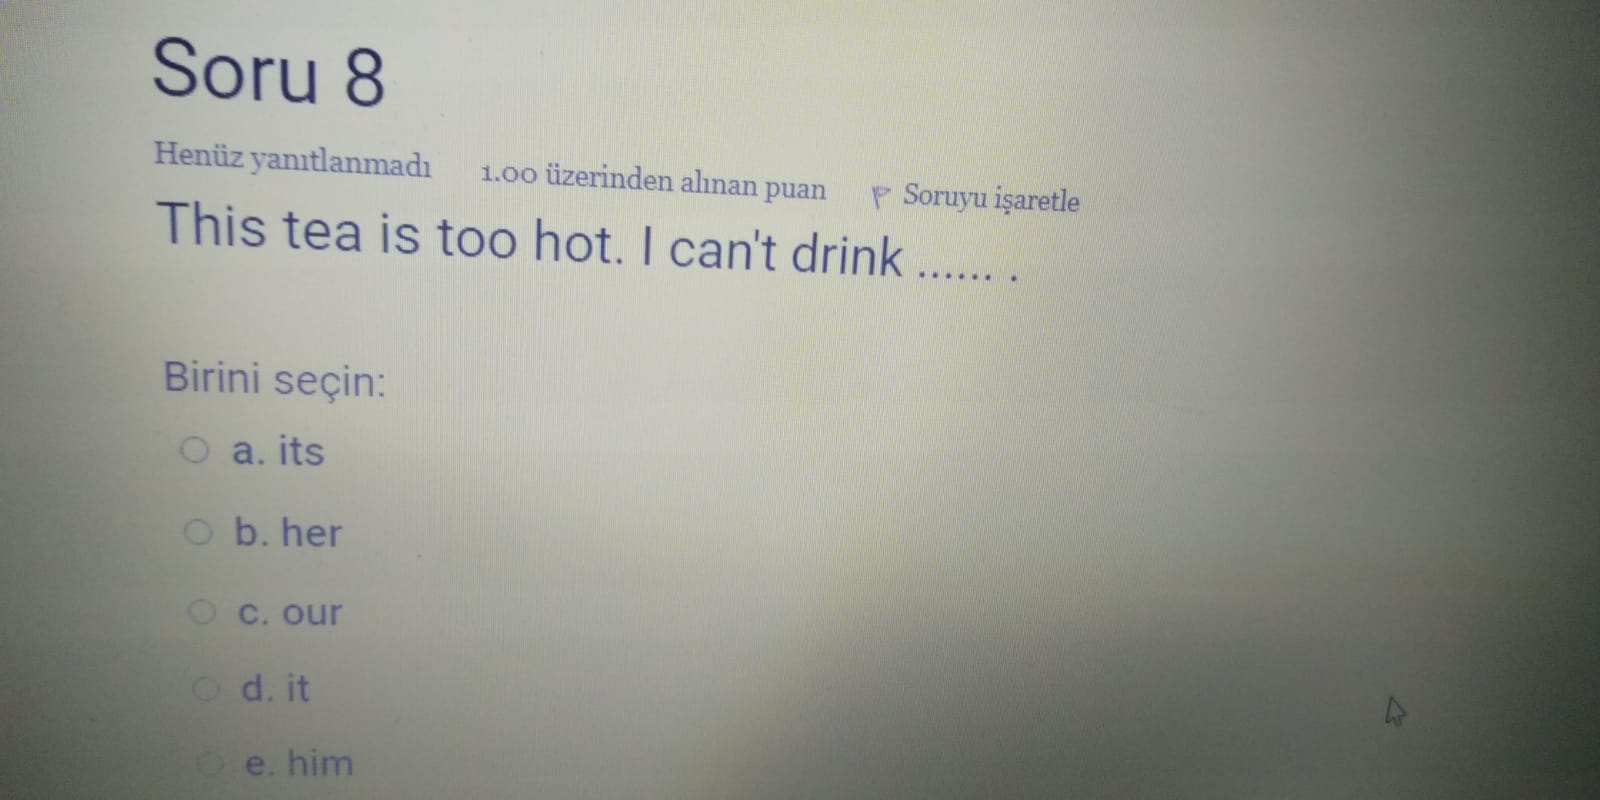 Soru 8
Henüz yanıtlanmadı 1.00 üzerinden alınan puan Soruyu işaretle
This tea is too hot. I can't drink ...... .
Birini seçin:
a. its
b. her
c. our
d. it
e. him